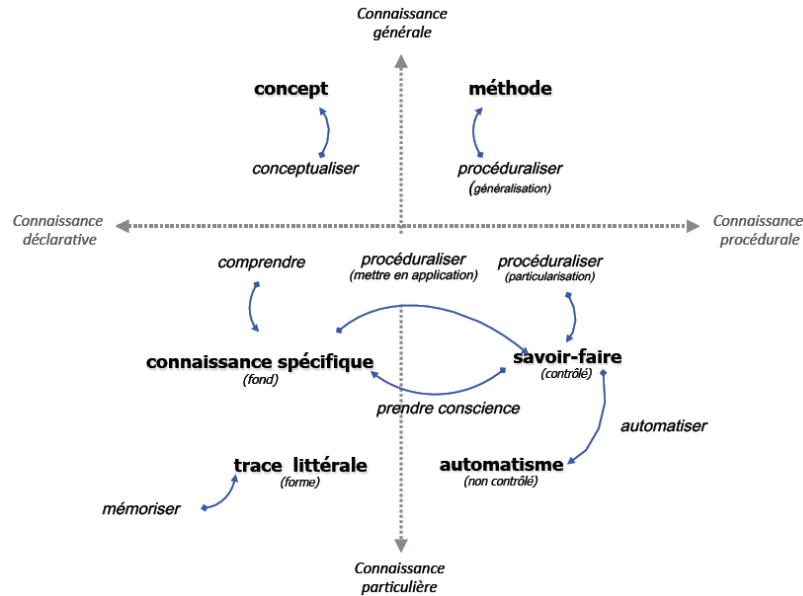 Connaissance
générale
concept
méthode
conceptualiser
procéduraliser
(généralisation)
Connaissance
déclarative
Connaissance
procédurale
comprendre
procéduraliser
(mettre en application)
procéduraliser
(particularisation)
connaissance spécifique
(fond)
savoir-faire
(contrôlé)
prendre conscience
automatiser
trace littérale
(forme)
automatisme
(non contrôlé)
mémoriser
Connaissance
particulière